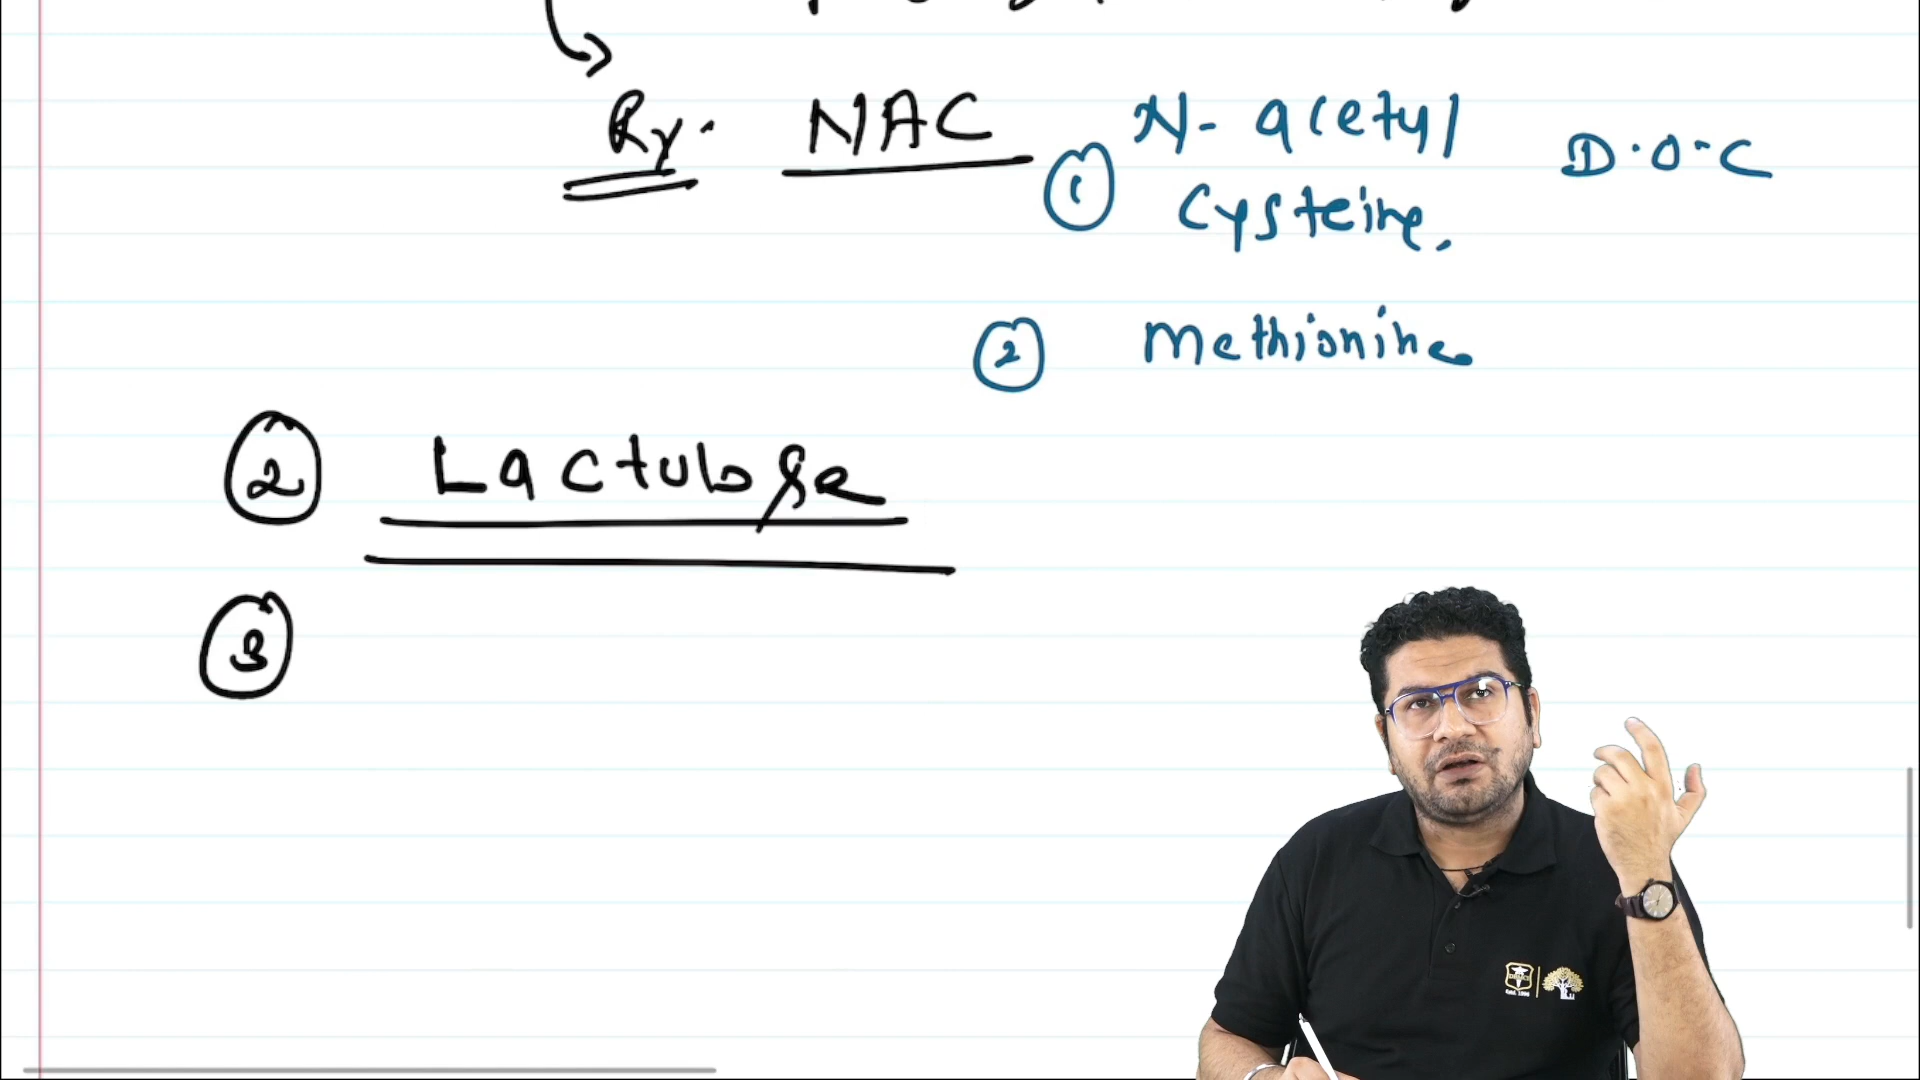 Rx. NAC
① N-acetyl
Cysteine.
D.O.C
② Methionine
② Lactulose
③